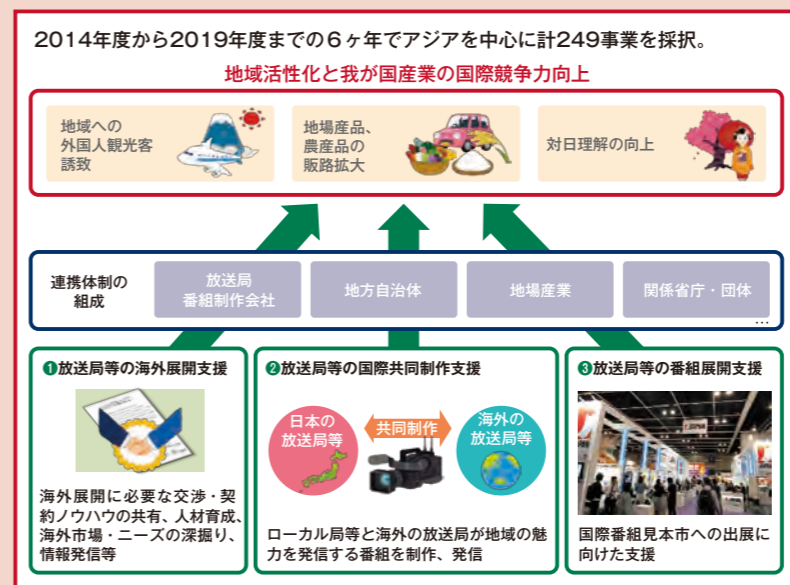 2014年度から2019年度までの6ヶ年でアジアを中心に計249事業を採択。
地域活性化と我が国産業の国際競争力向上
地域への
外国人観光客
誘致
地場産品、
農産品の
販路拡大
対日理解の向上
連携体制の
組成
放送局
番組制作会社
地方自治体
地場産業
関係省庁・団体
…
❶放送局等の海外展開支援
海外展開に必要な交渉・契
約ノウハウの共有、人材育成、
海外市場・ニーズの深掘り、
情報発信等
❷放送局等の国際共同制作支援
日本の
放送局等
共同制作
海外の
放送局等
ローカル局等と海外の放送局が地域の魅
力を発信する番組を制作、発信
❸放送局等の番組展開支援
国際番組見本市への出展に
向けた支援